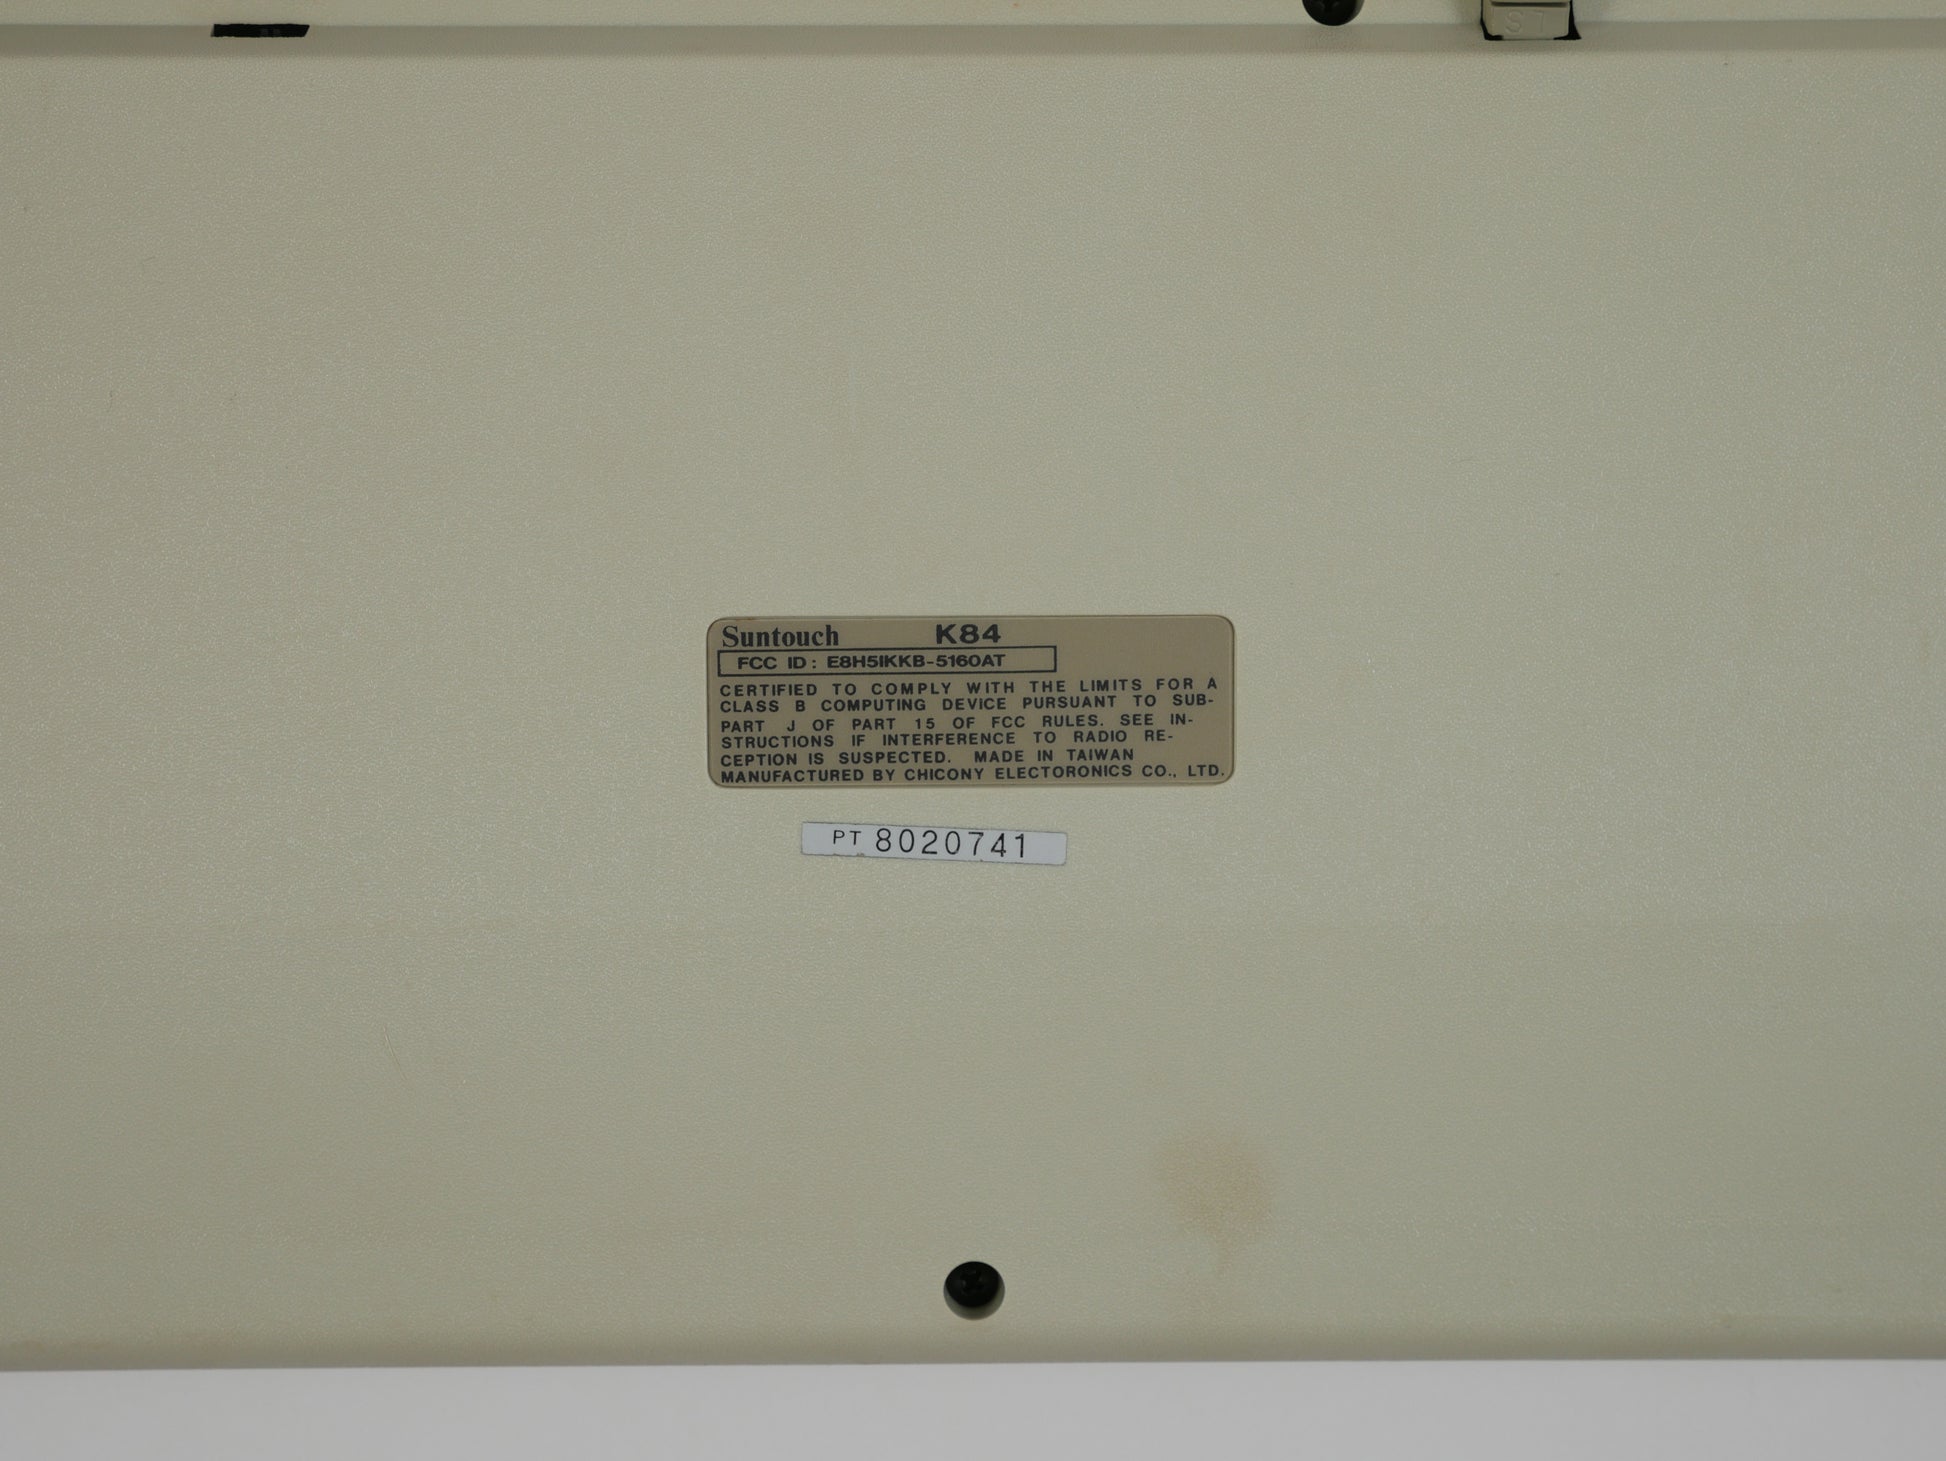 Suntouch K84
FCC ID: E8H5IKKB-5160AT
CERTIFIED TO COMPLY WITH THE LIMITS FOR A
CLASS B COMPUTING DEVICE PURSUANT TO SUB-
PART J OF PART 15 OF FCC RULES. SEE IN-
STRUCTIONS IF INTERFERENCE TO RADIO RE-
CEPTION IS SUSPECTED. MADE IN TAIWAN
MANUFACTURED BY CHICONY ELECTORONICS CO., LTD.
PT 8020741